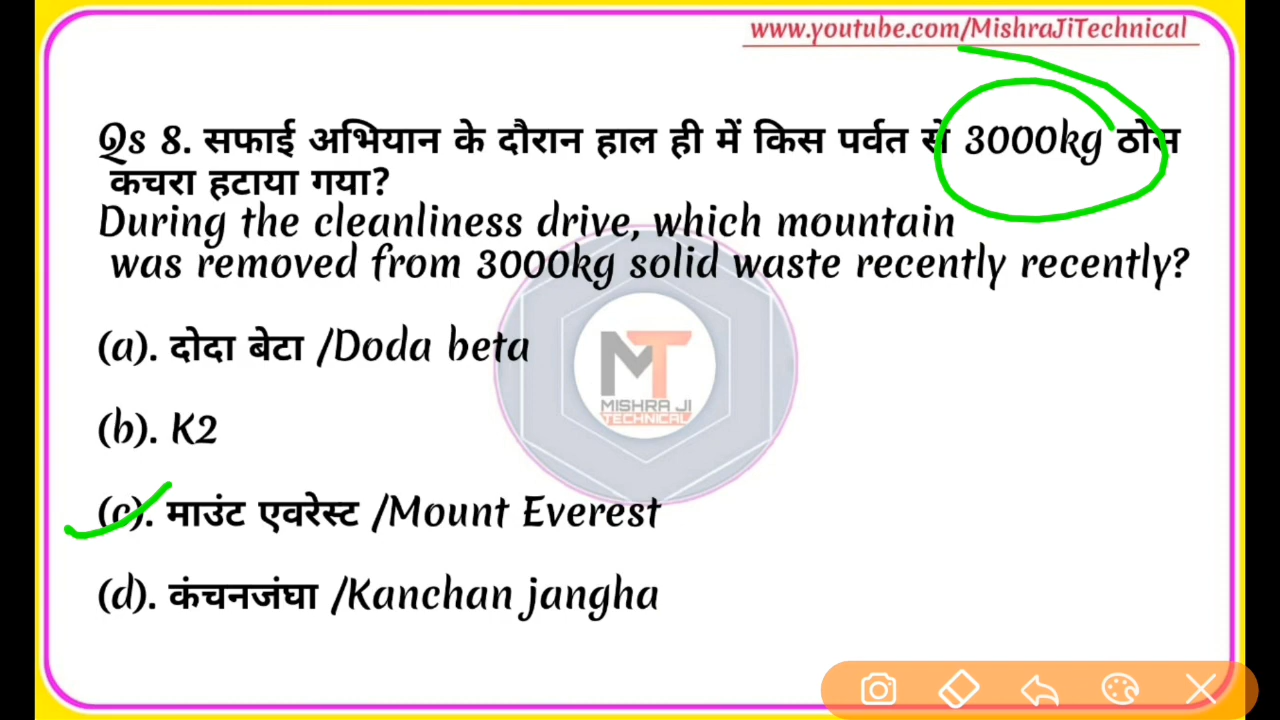 www.youtube.com/MishraJiTechnical
Qs 8. सफाई अभियान के दौरान हाल ही में किस पर्वत से 3000kg ठोस
कचरा हटाया गया?
During the cleanliness drive, which mountain
was removed from 3000kg solid waste recently recently?
(a). दोदा बेटा /Doda beta
MT
MISHRA JI
TECHNICAL
(b). K2
(c). माउंट एवरेस्ट /Mount Everest
(d). कंचनजंघा /Kanchan jangha